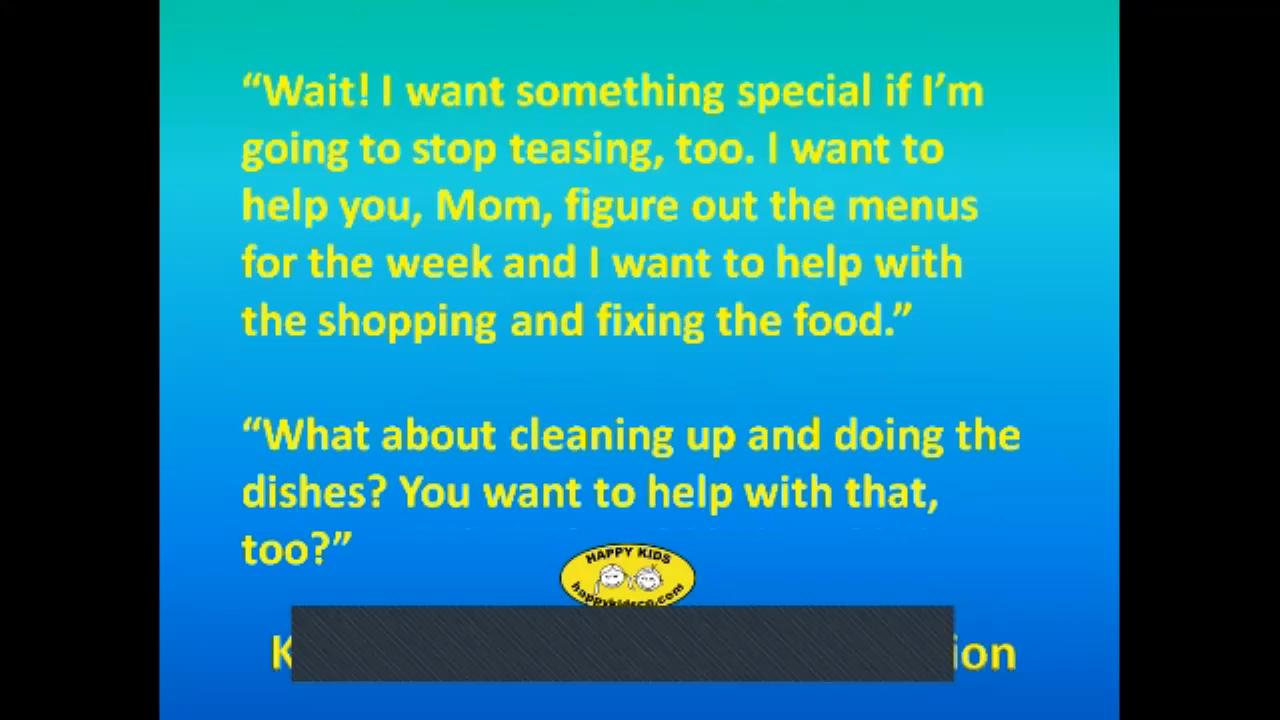 “Wait! I want something special if I’m
going to stop teasing, too. I want to
help you, Mom, figure out the menus
for the week and I want to help with
the shopping and fixing the food.”
“What about cleaning up and doing the
dishes? You want to help with that,
too?”
HAPPY KIDS
happykidsco.com